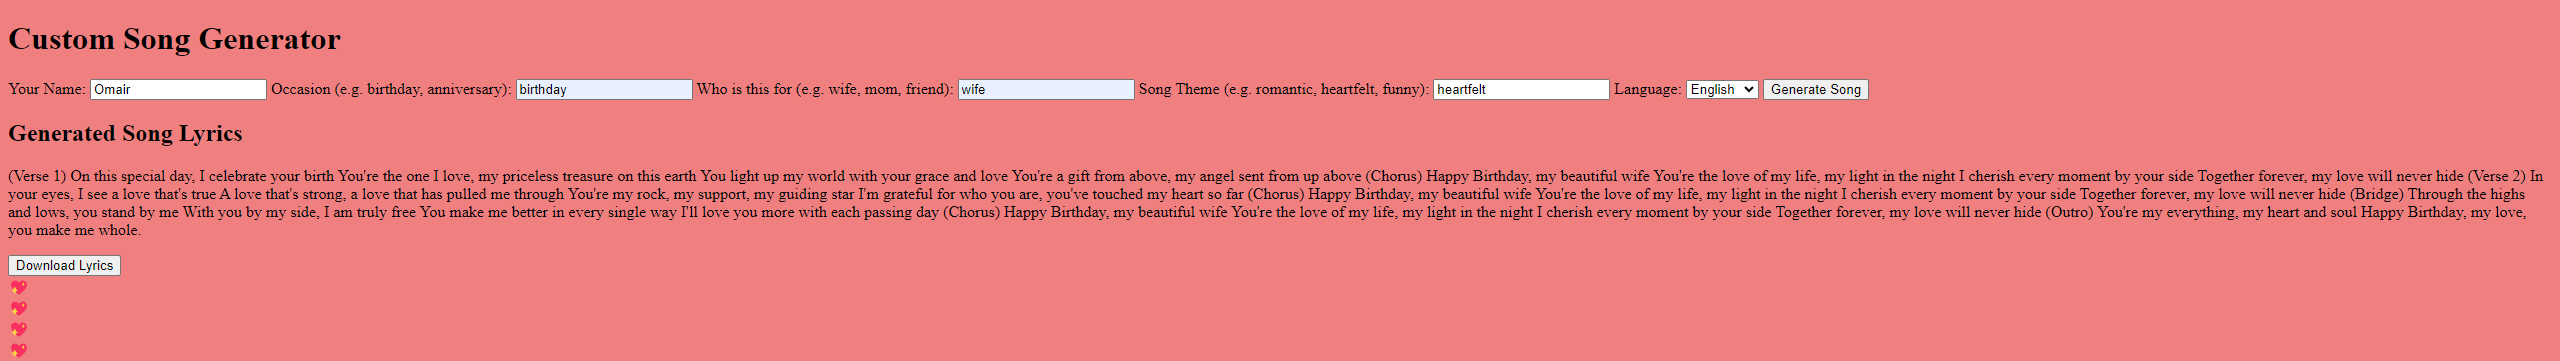 Custom Song Generator
Your Name: Omair Occasion (e.g. birthday, anniversary): birthday Who is this for (e.g. wife, mom, friend): wife Song Theme (e.g. romantic, heartfelt, funny): heartfelt Language: English Generate Song
Generated Song Lyrics
(Verse 1) On this special day, I celebrate your birth You're the one I love, my priceless treasure on this earth You light up my world with your grace and love You're a gift from above, my angel sent from up above (Chorus) Happy Birthday, my beautiful wife You're the love of my life, my light in the night I cherish every moment by your side Together forever, my love will never hide (Verse 2) In
your eyes, I see a love that's true A love that's strong, a love that has pulled me through You're my rock, my support, my guiding star I'm grateful for who you are, you've touched my heart so far (Chorus) Happy Birthday, my beautiful wife You're the love of my life, my light in the night I cherish every moment by your side Together forever, my love will never hide (Bridge) Through the highs
and lows, you stand by me With you by my side, I am truly free You make me better in every single way I'll love you more with each passing day (Chorus) Happy Birthday, my beautiful wife You're the love of my life, my light in the night I cherish every moment by your side Together forever, my love will never hide (Outro) You're my everything, my heart and soul Happy Birthday, my love,
you make me whole.
Download Lyrics